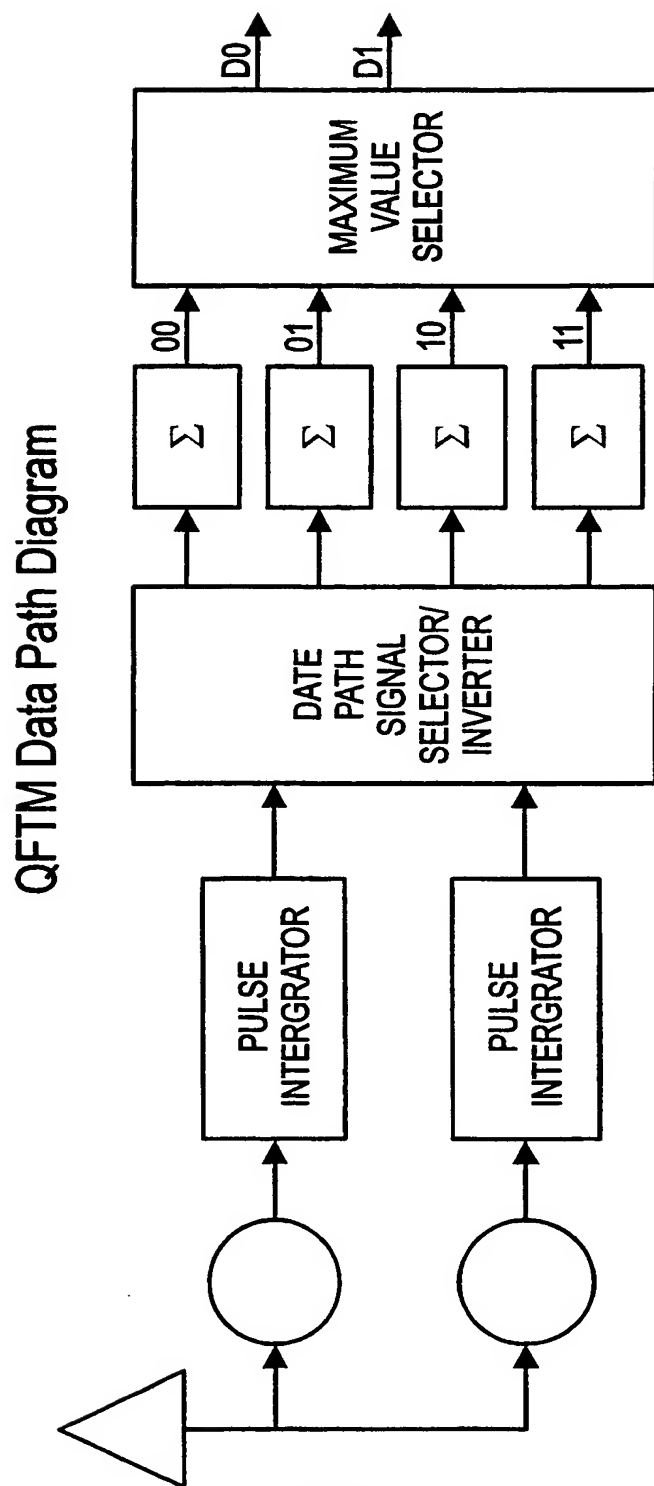 QFTM Data Path Diagram
PULSE
INTERGRATOR
PULSE
INTERGRATOR
DATE
PATH
SIGNAL
SELECTOR/
INVERTER
Σ
Σ
Σ
Σ
00
01
10
11
MAXIMUM
VALUE
SELECTOR
D0
D1